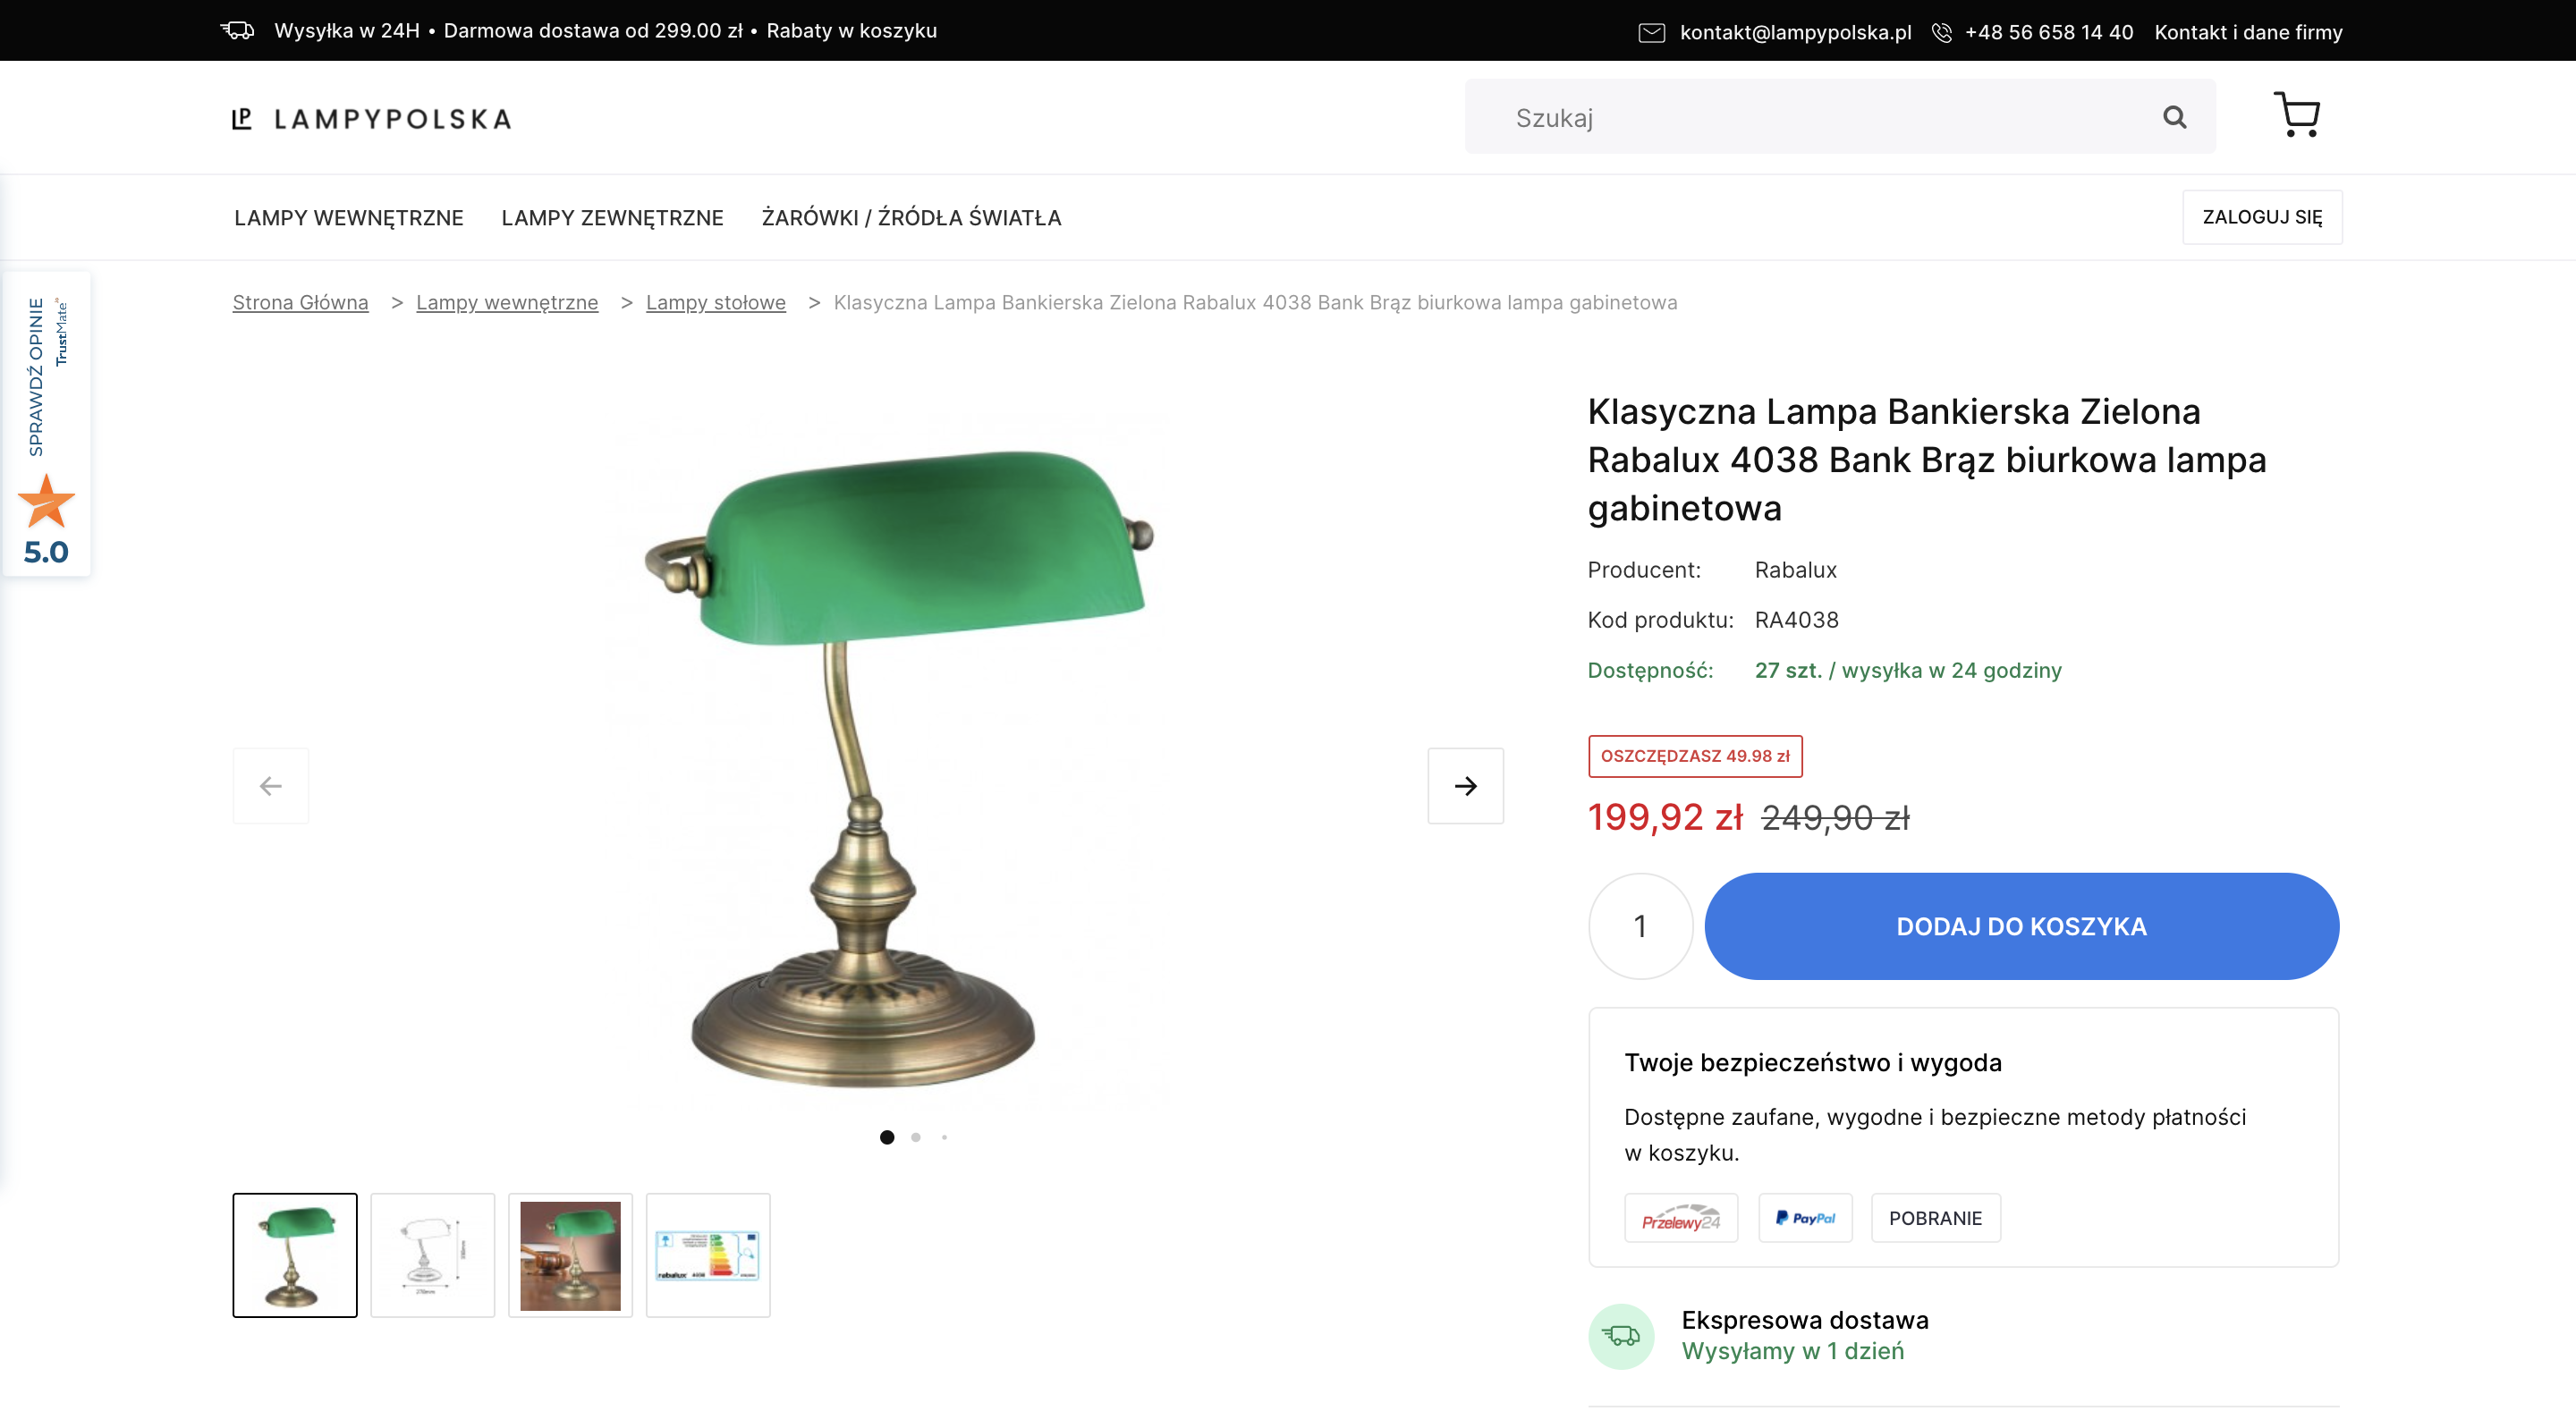 Wysyłka w 24H • Darmowa dostawa od 299.00 zł • Rabaty w koszyku
kontakt@lampypolska.pl +48 56 658 14 40 Kontakt i dane firmy
LP LAMPYPOLSKA
Szukaj
LAMPY WEWNĘTRZNE LAMPY ZEWNĘTRZNE ŻARÓWKI / ŹRÓDŁA ŚWIATŁA
ZALOGUJ SIĘ
Strona Główna > Lampy wewnętrzne > Lampy stołowe > Klasyczna Lampa Bankierska Zielona Rabalux 4038 Bank Brąz biurkowa lampa gabinetowa
SPRAWDŹ OPINIE
TrustMate
5.0
Klasyczna Lampa Bankierska Zielona
Rabalux 4038 Bank Brąz biurkowa lampa
gabinetowa
Producent: Rabalux
Kod produktu: RA4038
Dostępność: 27 szt. / wysyłka w 24 godziny
OSZCZĘDZASZ 49.98 zł
199,92 zł 249,90 zł
1
DODAJ DO KOSZYKA
Twoje bezpieczeństwo i wygoda
Dostępne zaufane, wygodne i bezpieczne metody płatności
w koszyku.
Przelewy24 PayPal POBRANIE
rabalux
Ekspresowa dostawa
Wysyłamy w 1 dzień